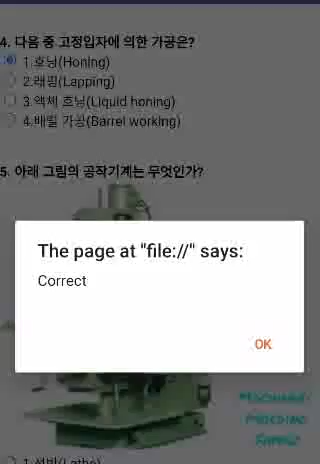 4. 다음 중 고정입자에 의한 가공은?
1.호닝(Honing)
2.래핑(Lapping)
3.액체 호닝(Liquid honing)
4.배럴 가공(Barrel working)
5. 아래 그림의 공작기계는 무엇인가?
The page at "file://" says:
Correct
OK
1.선반(Lathe)